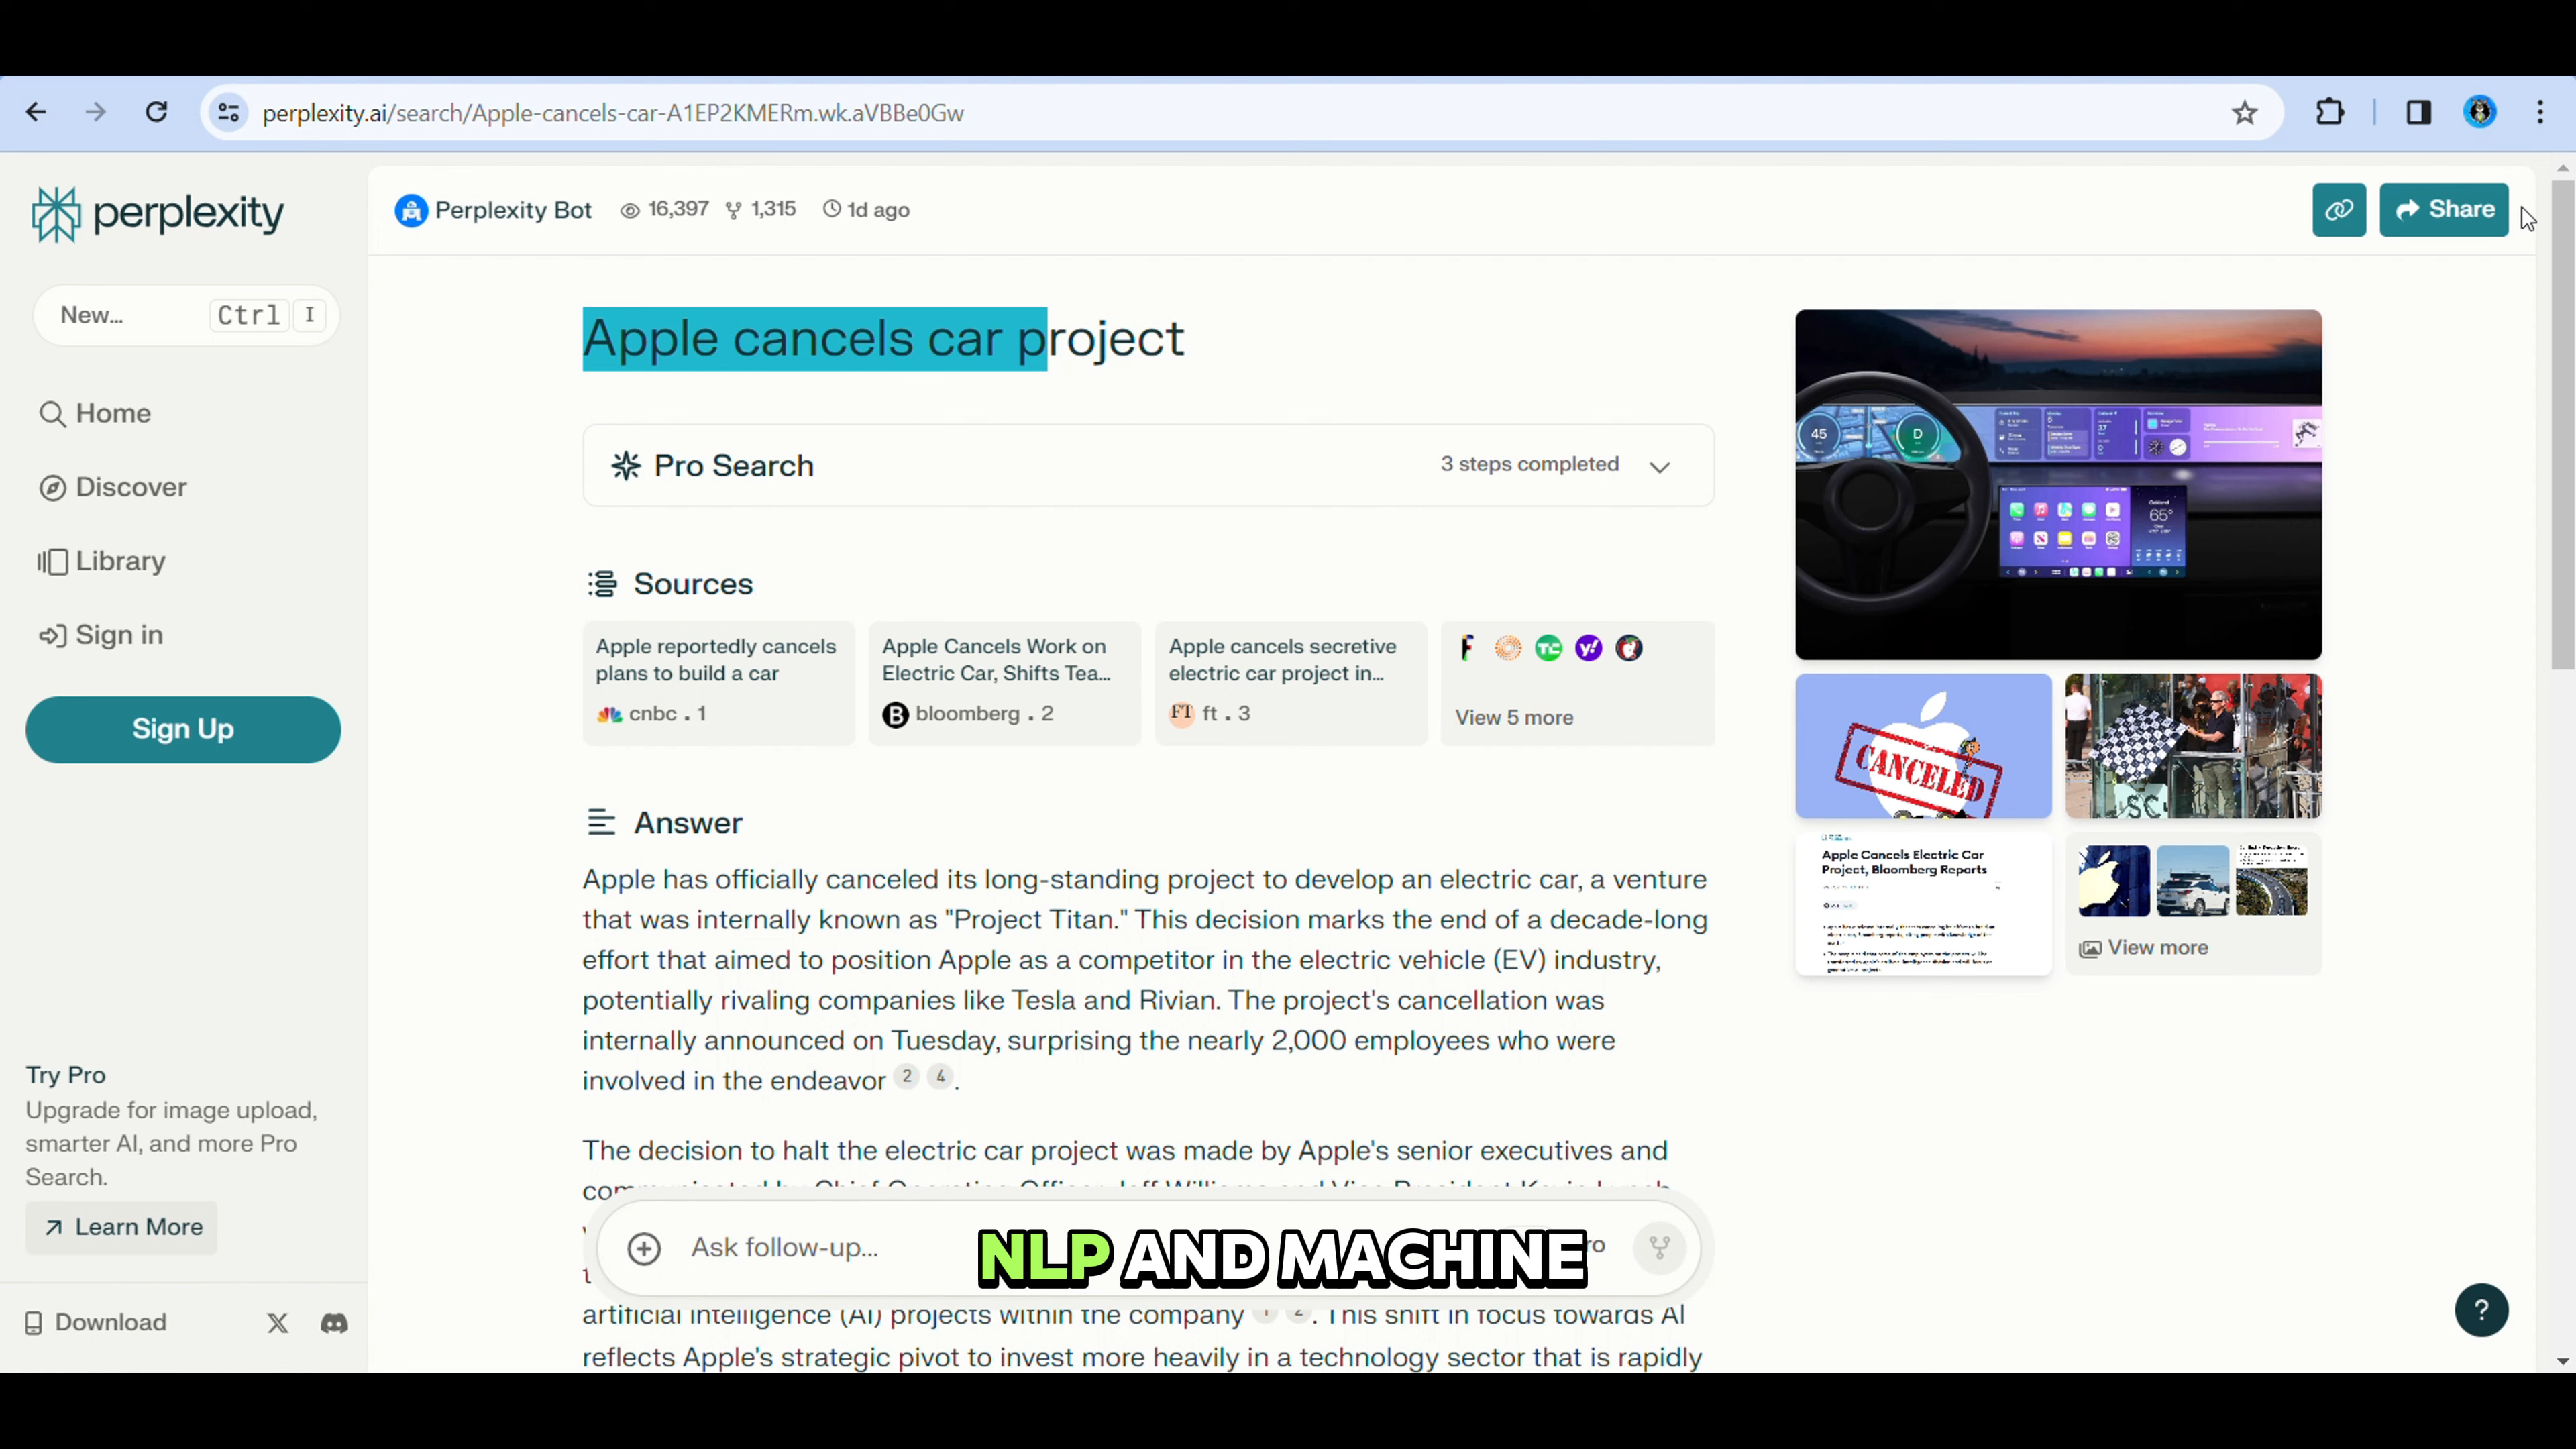 perplexity.ai/search/Apple-cancels-car-A1EP2KMERm.wk.aVBBe0Gw
perplexity
New... Ctrl I
Home
Discover
Library
Sign in
Sign Up
Try Pro
Upgrade for image upload,
smarter AI, and more Pro
Search.
Learn More
Download
Perplexity Bot 16,397 1,315 1d ago
Share
Apple cancels car project
Pro Search 3 steps completed
Sources
Apple reportedly cancels
plans to build a car
cnbc . 1
Apple Cancels Work on
Electric Car, Shifts Tea...
bloomberg . 2
Apple cancels secretive
electric car project in...
FT ft . 3
View 5 more
Answer
Apple has officially canceled its long-standing project to develop an electric car, a venture
that was internally known as "Project Titan." This decision marks the end of a decade-long
effort that aimed to position Apple as a competitor in the electric vehicle (EV) industry,
potentially rivaling companies like Tesla and Rivian. The project's cancellation was
internally announced on Tuesday, surprising the nearly 2,000 employees who were
involved in the endeavor 2 4 .
The decision to halt the electric car project was made by Apple's senior executives and
Ask follow-up...
NLP AND MACHINE
artificial intelligence (AI) projects within the company 1 2 . This shift in focus towards AI
reflects Apple's strategic pivot to invest more heavily in a technology sector that is rapidly
45
D
65°
CANCELED
SC
Apple Cancels Electric Car
Project, Bloomberg Reports
View more
?